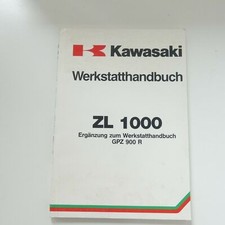 Kawasaki
Werkstatthandbuch
ZL 1000
Ergänzung zum Werkstatthandbuch
GPZ 900 R